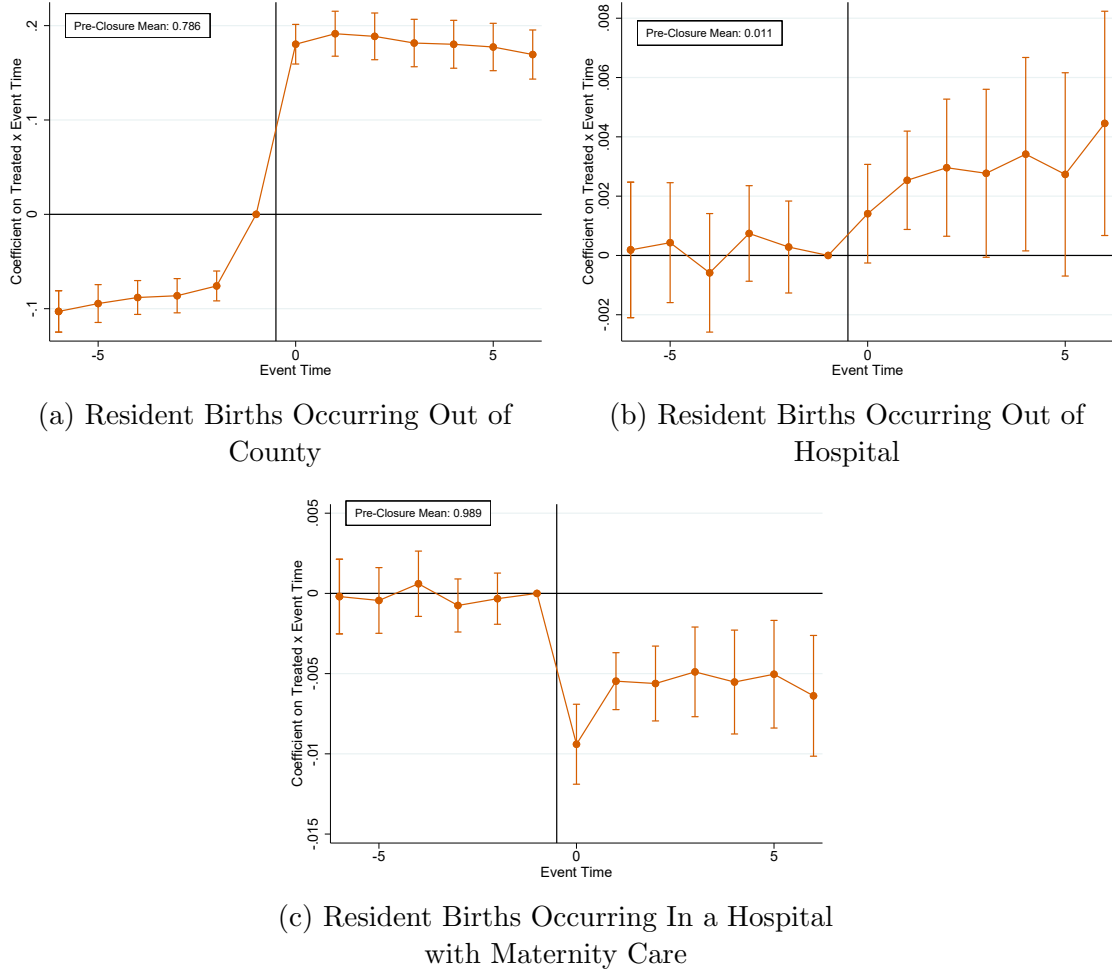 Pre-Closure Mean: 0.786
Coefficient on Treated x Event Time
.2
.1
0
-.1
-5
0
5
Event Time
(a) Resident Births Occurring Out of
County
Pre-Closure Mean: 0.011
Coefficient on Treated x Event Time
.008
.006
.004
.002
0
-.002
-5
0
5
Event Time
(b) Resident Births Occurring Out of
Hospital
Pre-Closure Mean: 0.989
Coefficient on Treated x Event Time
.005
0
-.005
-.01
-.015
-5
0
5
Event Time
(c) Resident Births Occurring In a Hospital
with Maternity Care